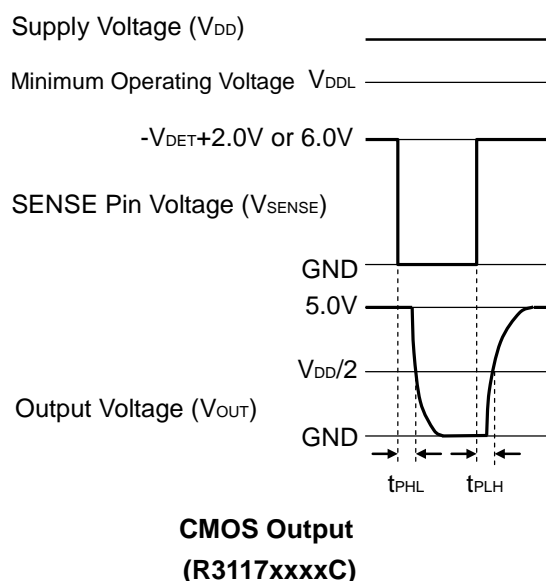 Supply Voltage (VDD)
Minimum Operating Voltage VDDL
-VDET+2.0V or 6.0V
SENSE Pin Voltage (VSENSE)
GND
5.0V
VDD/2
Output Voltage (VOUT)
GND
tPHL tPLH
CMOS Output
(R3117xxxxC)